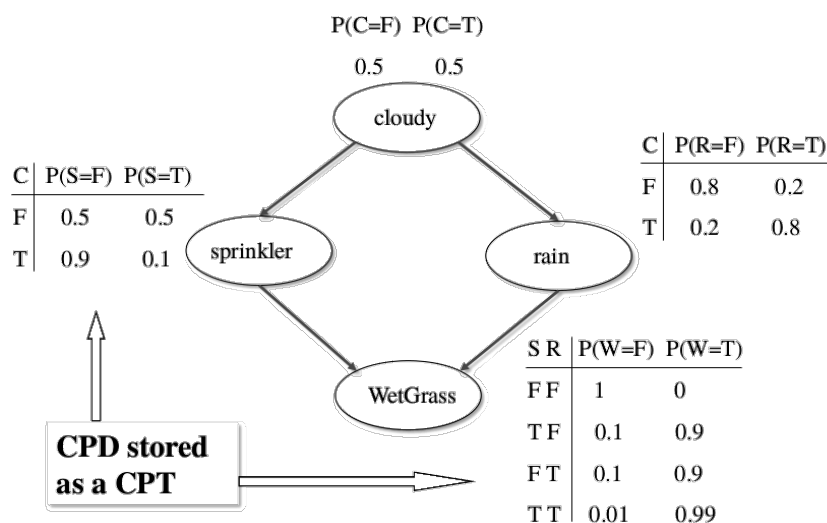 P(C=F) P(C=T)
0.5 0.5
cloudy
C P(S=F) P(S=T)
F 0.5 0.5
T 0.9 0.1
C P(R=F) P(R=T)
F 0.8 0.2
T 0.2 0.8
sprinkler
rain
WetGrass
S R P(W=F) P(W=T)
F F 1 0
T F 0.1 0.9
F T 0.1 0.9
T T 0.01 0.99
CPD stored
as a CPT